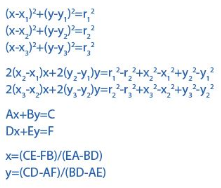 (x-x₁)²+(y-y₁)²=r₁²
(x-x₂)²+(y-y₂)²=r₂²
(x-x₃)²+(y-y₃)²=r₃²
2(x₂-x₁)x+2(y₂-y₁)y=r₁²-r₂²+x₂²-x₁²+y₂²-y₁²
2(x₃-x₂)x+2(y₃-y₂)y=r₂²-r₃²+x₃²-x₂²+y₃²-y₂²
Ax+By=C
Dx+Ey=F
x=(CE-FB)/(EA-BD)
y=(CD-AF)/(BD-AE)